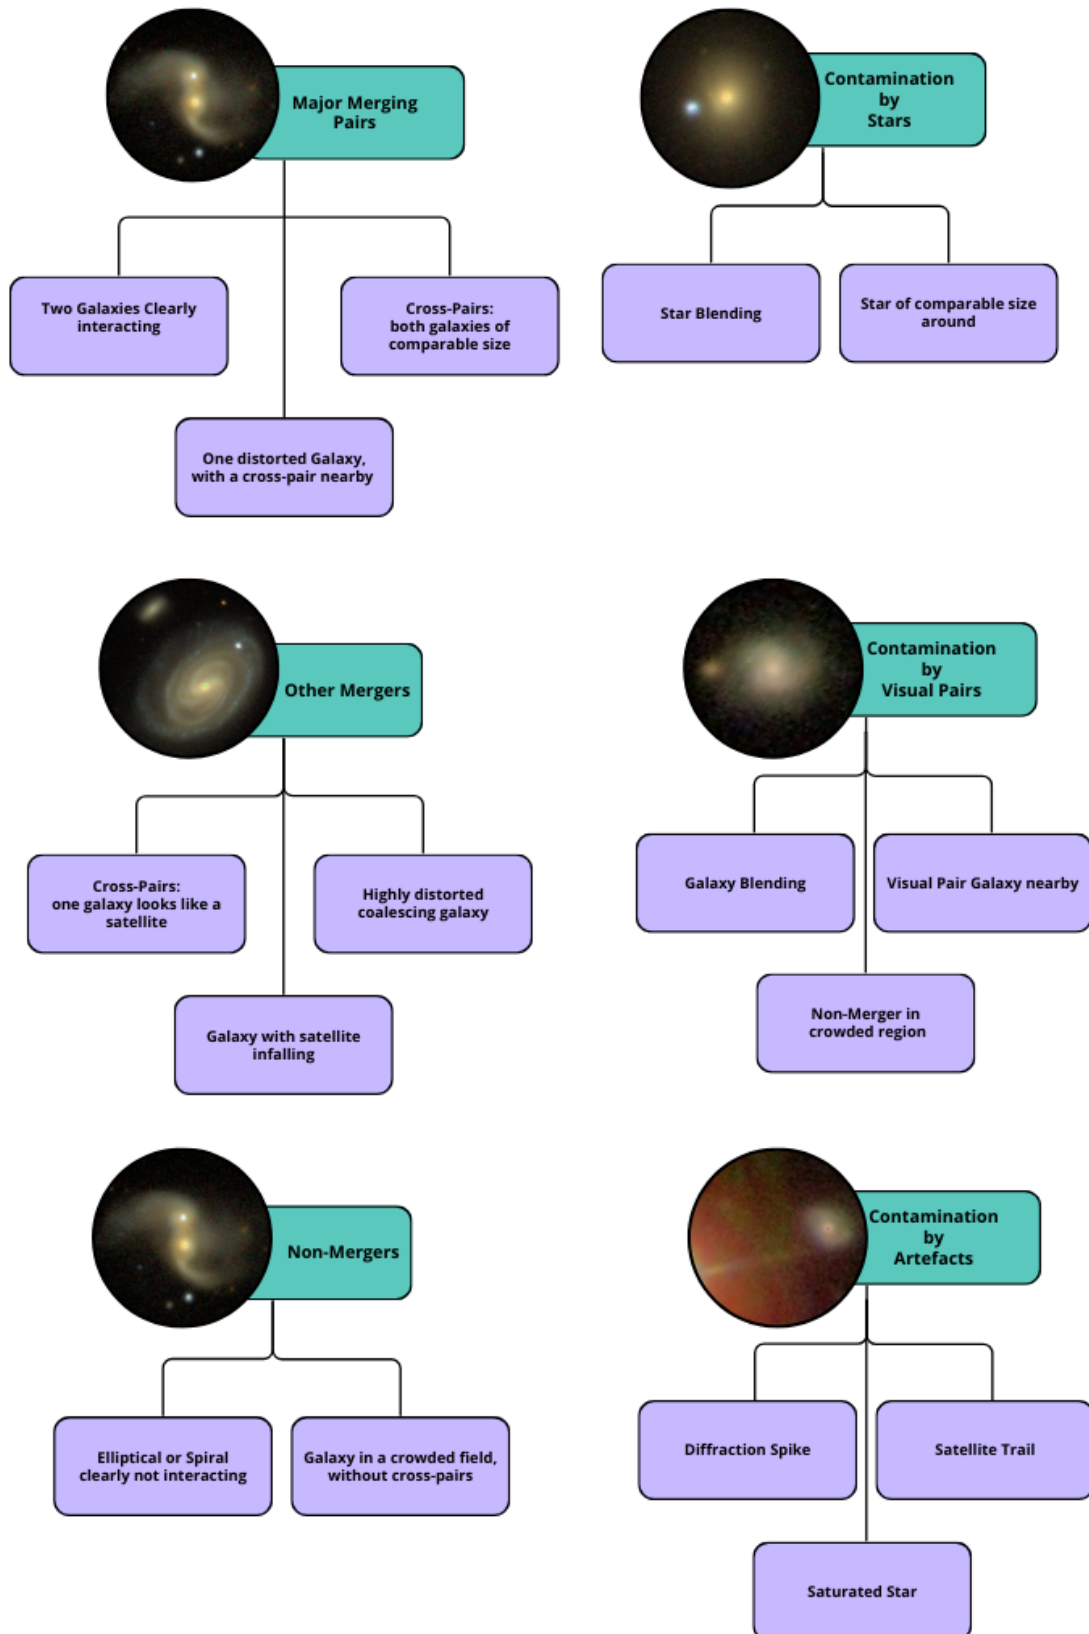 Major Merging
Pairs
Two Galaxies Clearly
interacting
Cross-Pairs:
both galaxies of
comparable size
One distorted Galaxy,
with a cross-pair nearby
Contamination
by
Stars
Star Blending
Star of comparable size
around
Other Mergers
Cross-Pairs:
one galaxy looks like a
satellite
Highly distorted
coalescing galaxy
Galaxy with satellite
infalling
Contamination
by
Visual Pairs
Galaxy Blending
Visual Pair Galaxy nearby
Non-Merger in
crowded region
Non-Mergers
Elliptical or Spiral
clearly not interacting
Galaxy in a crowded field,
without cross-pairs
Contamination
by
Artefacts
Diffraction Spike
Satellite Trail
Saturated Star